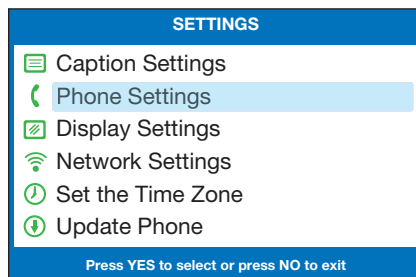 SETTINGS
Caption Settings
Phone Settings
Display Settings
Network Settings
Set the Time Zone
Update Phone
Press YES to select or press NO to exit